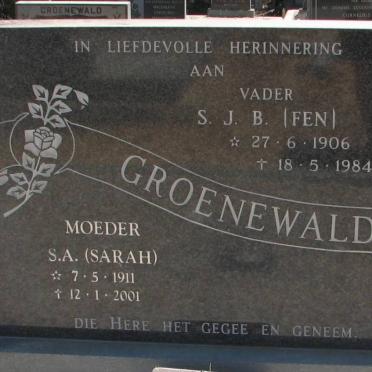 GROENEWALD
IN LIEFDEVOLLE HERINNERING
AAN
VADER
S. J. B. (FEN)
☆ 27·6·1906
† 18·5·1984
GROENEWALD
MOEDER
S.A. (SARAH)
☆ 7·5·1911
† 12·1·2001
DIE HERE HET GEGEE EN GENEEM.